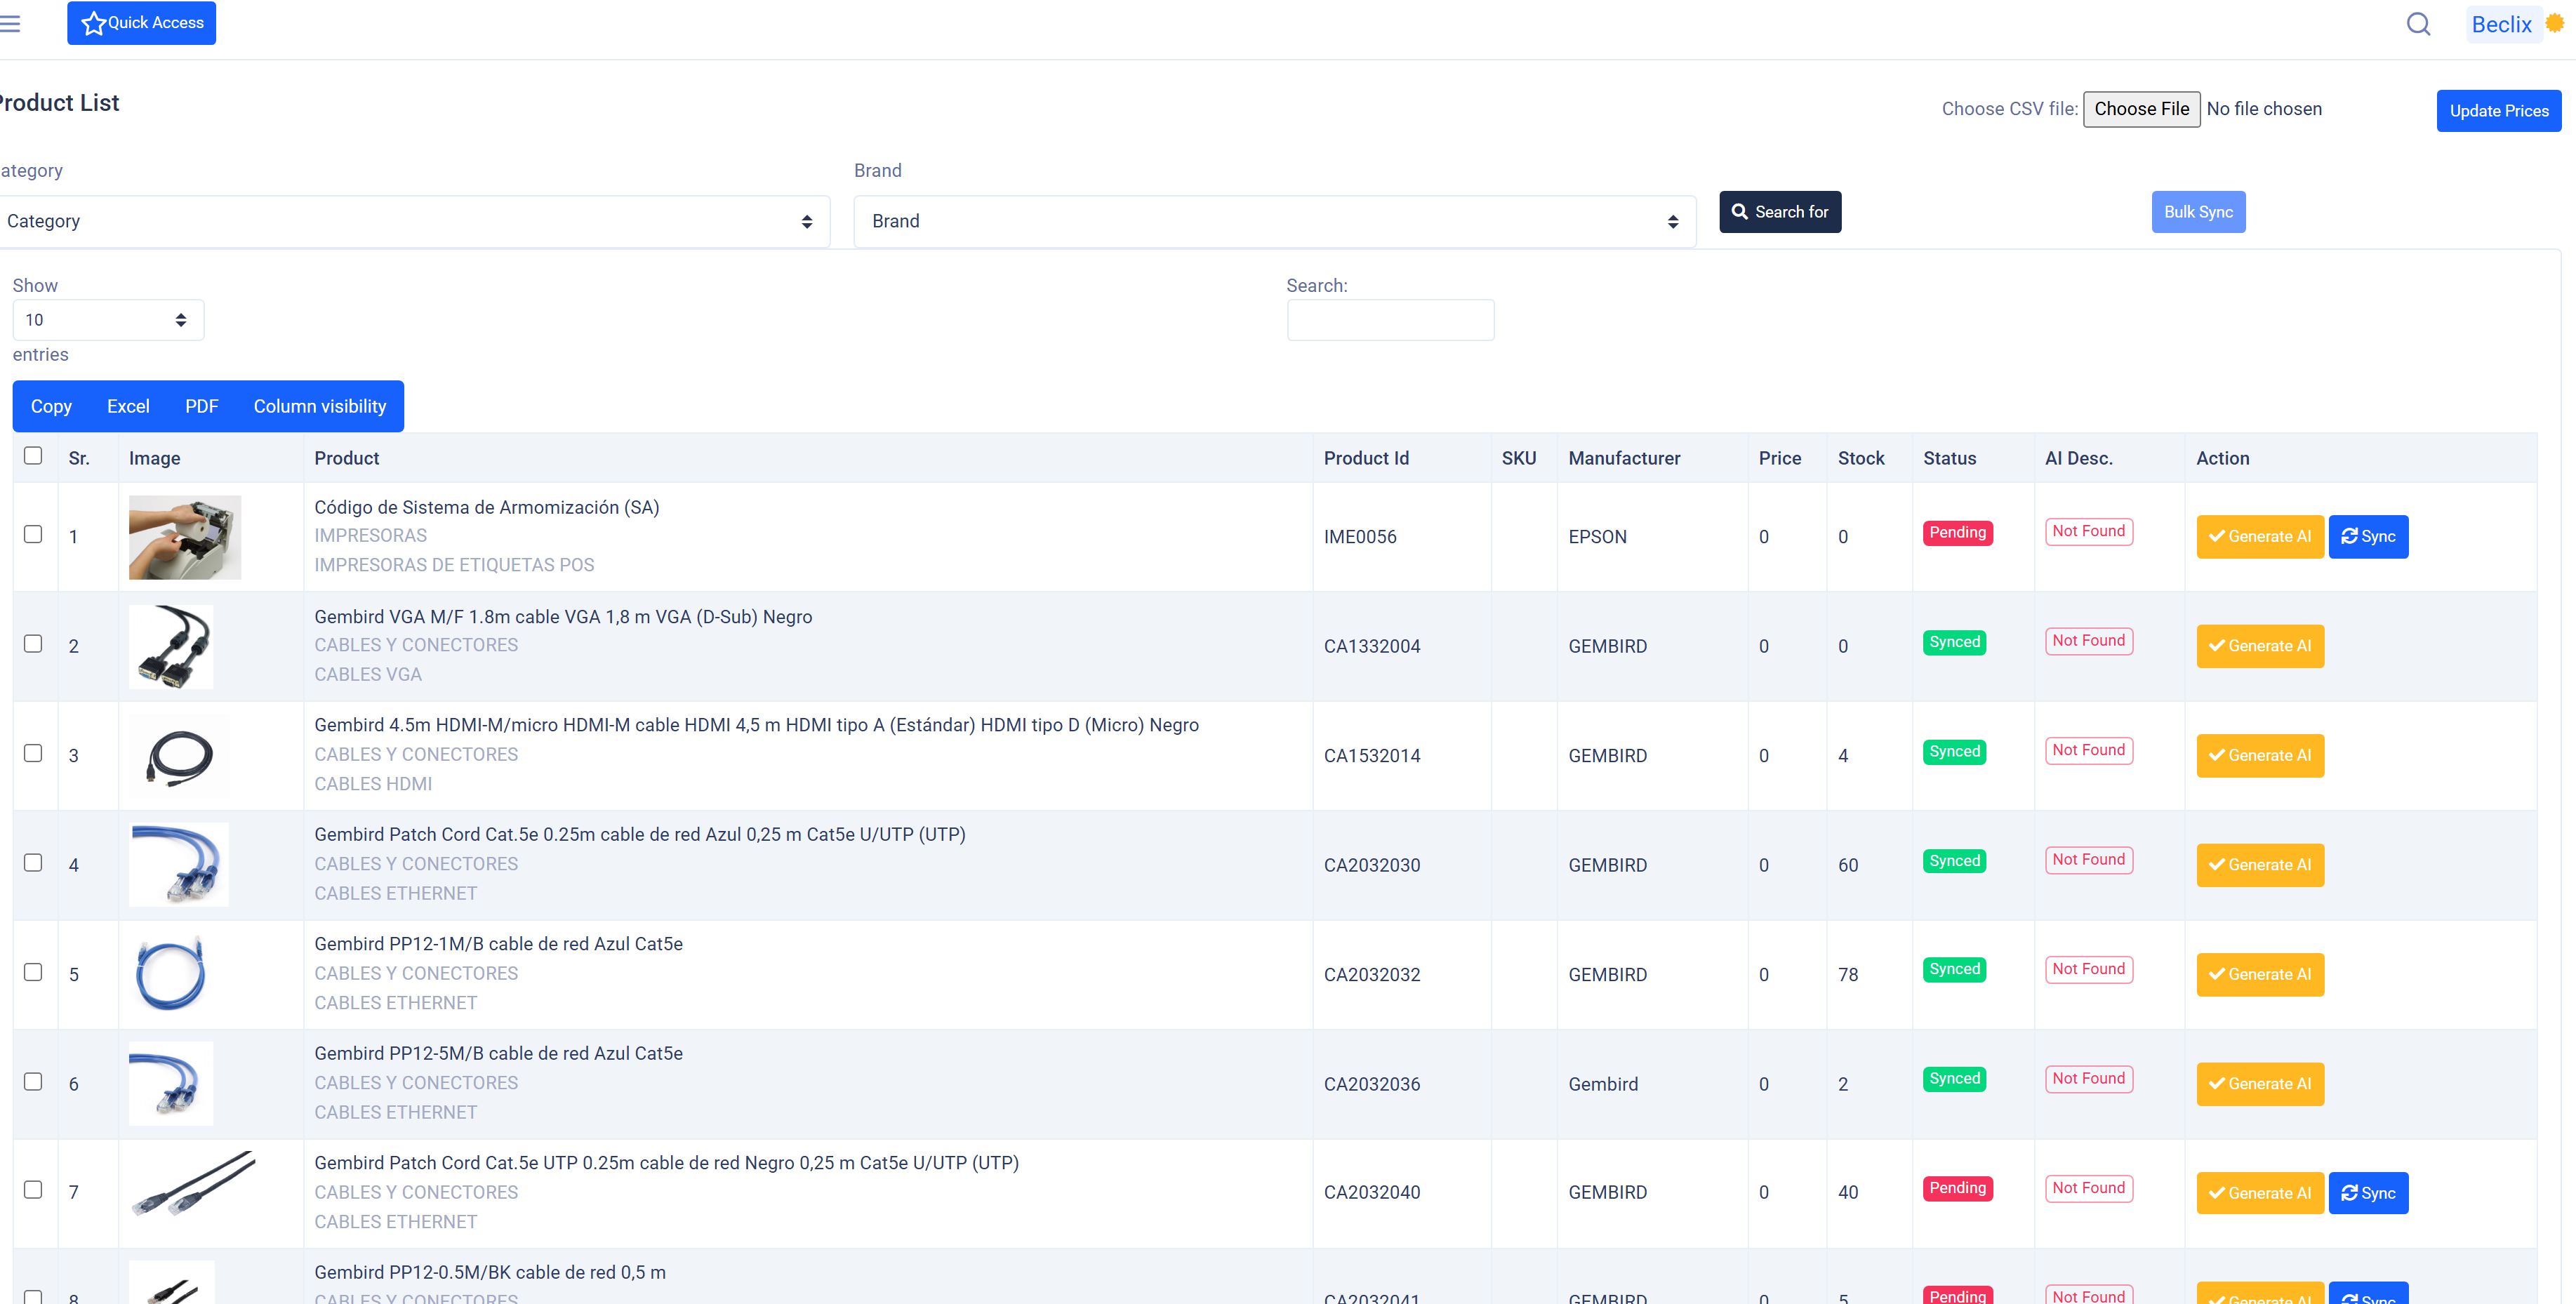 Quick Access
Beclix
Product List
Choose CSV file: Choose File No file chosen
Update Prices
ategory
Brand
Category
Brand
Search for
Bulk Sync
Show
Search:
10
entries
Copy Excel PDF Column visibility
Sr. Image Product Product Id SKU Manufacturer Price Stock Status AI Desc. Action
Código de Sistema de Armomización (SA)
IMPRESORAS
IMPRESORAS DE ETIQUETAS POS
1 IME0056 EPSON 0 0 Pending Not Found Generate AI Sync
Gembird VGA M/F 1.8m cable VGA 1,8 m VGA (D-Sub) Negro
CABLES Y CONECTORES
CABLES VGA
2 CA1332004 GEMBIRD 0 0 Synced Not Found Generate AI
Gembird 4.5m HDMI-M/micro HDMI-M cable HDMI 4,5 m HDMI tipo A (Estándar) HDMI tipo D (Micro) Negro
CABLES Y CONECTORES
CABLES HDMI
3 CA1532014 GEMBIRD 0 4 Synced Not Found Generate AI
Gembird Patch Cord Cat.5e 0.25m cable de red Azul 0,25 m Cat5e U/UTP (UTP)
CABLES Y CONECTORES
CABLES ETHERNET
4 CA2032030 GEMBIRD 0 60 Synced Not Found Generate AI
Gembird PP12-1M/B cable de red Azul Cat5e
CABLES Y CONECTORES
CABLES ETHERNET
5 CA2032032 GEMBIRD 0 78 Synced Not Found Generate AI
Gembird PP12-5M/B cable de red Azul Cat5e
CABLES Y CONECTORES
CABLES ETHERNET
6 CA2032036 Gembird 0 2 Synced Not Found Generate AI
Gembird Patch Cord Cat.5e UTP 0.25m cable de red Negro 0,25 m Cat5e U/UTP (UTP)
CABLES Y CONECTORES
CABLES ETHERNET
7 CA2032040 GEMBIRD 0 40 Pending Not Found Generate AI Sync
Gembird PP12-0.5M/BK cable de red 0,5 m
CABLES Y CONECTORES
8 CA2032041 GEMBIRD 0 5 Pending Not Found Generate AI Sync